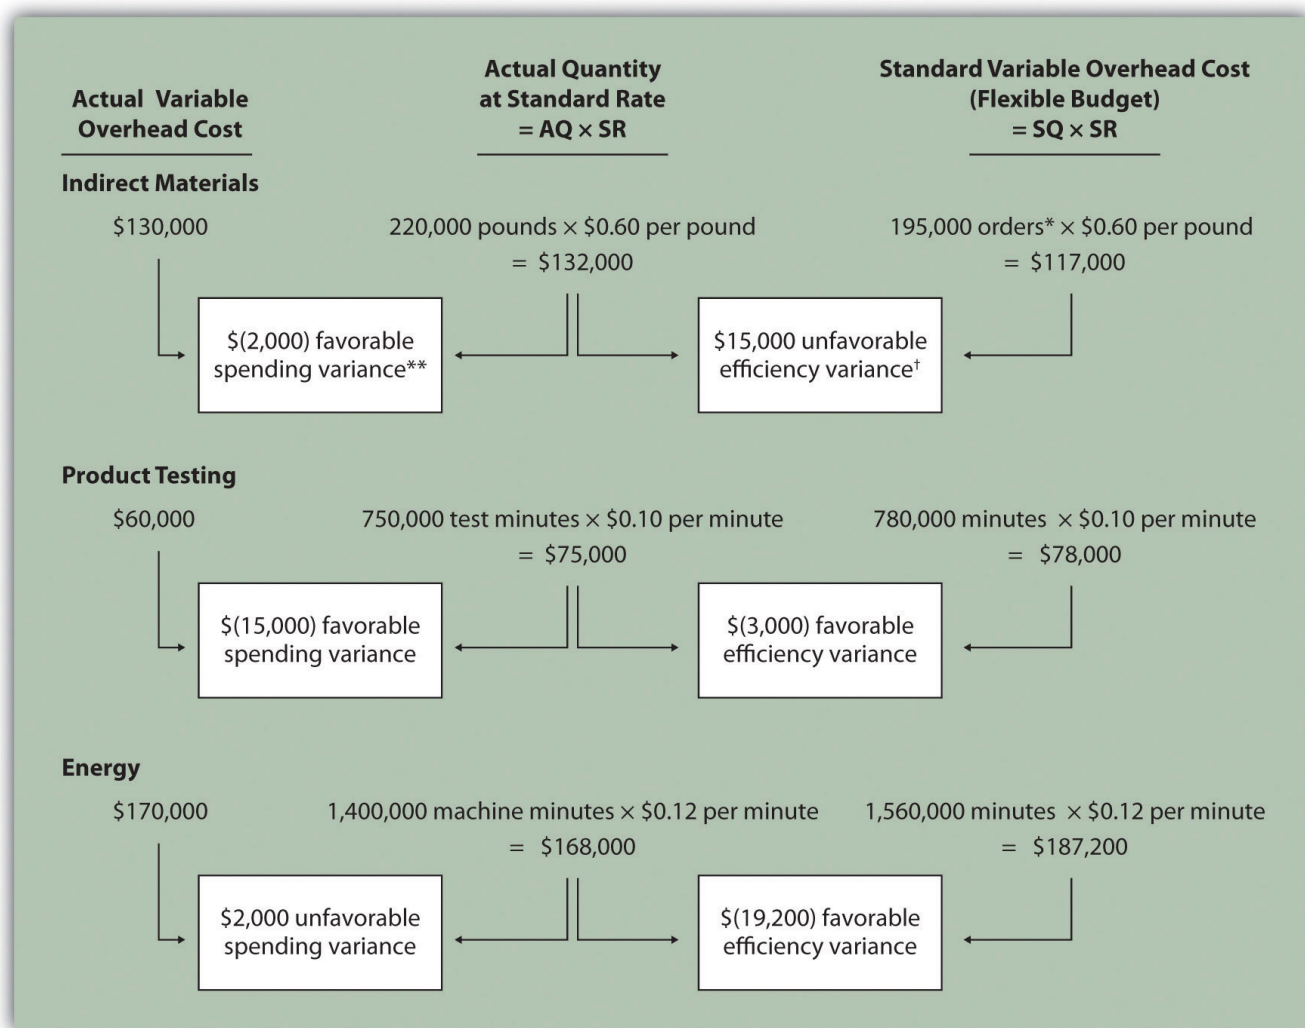 Actual Variable
Overhead Cost
Actual Quantity
at Standard Rate
= AQ × SR
Standard Variable Overhead Cost
(Flexible Budget)
= SQ × SR
Indirect Materials
$130,000
220,000 pounds × $0.60 per pound
= $132,000
195,000 orders* × $0.60 per pound
= $117,000
$(2,000) favorable
spending variance**
$15,000 unfavorable
efficiency variance†
Product Testing
$60,000
750,000 test minutes × $0.10 per minute
= $75,000
780,000 minutes × $0.10 per minute
= $78,000
$(15,000) favorable
spending variance
$(3,000) favorable
efficiency variance
Energy
$170,000
1,400,000 machine minutes × $0.12 per minute
= $168,000
1,560,000 minutes × $0.12 per minute
= $187,200
$2,000 unfavorable
spending variance
$(19,200) favorable
efficiency variance